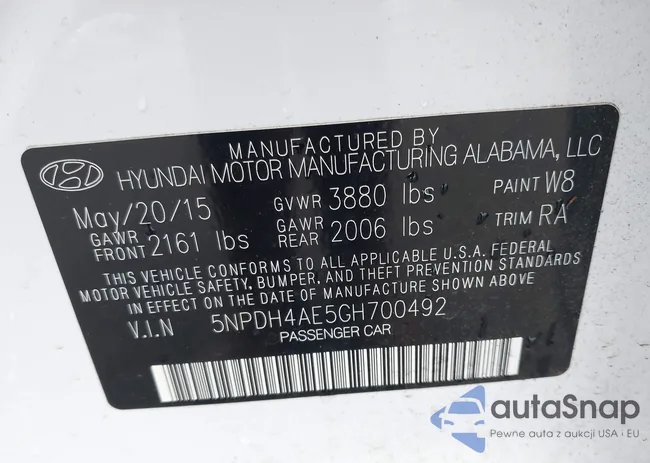 MANUFACTURED BY
HYUNDAI MOTOR MANUFACTURING ALABAMA, LLC
May/20/15 GVWR 3880 lbs PAINT W8
GAWR FRONT 2161 lbs GAWR REAR 2006 lbs TRIM RA
THIS VEHICLE CONFORMS TO ALL APPLICABLE U.S.A. FEDERAL
MOTOR VEHICLE SAFETY, BUMPER, AND THEFT PREVENTION STANDARDS
IN EFFECT ON THE DATE OF MANUFACTURE SHOWN ABOVE.
V.I.N 5NPDH4AE5GH700492
PASSENGER CAR
autaSnap
Pewne auta z aukcji USA i EU